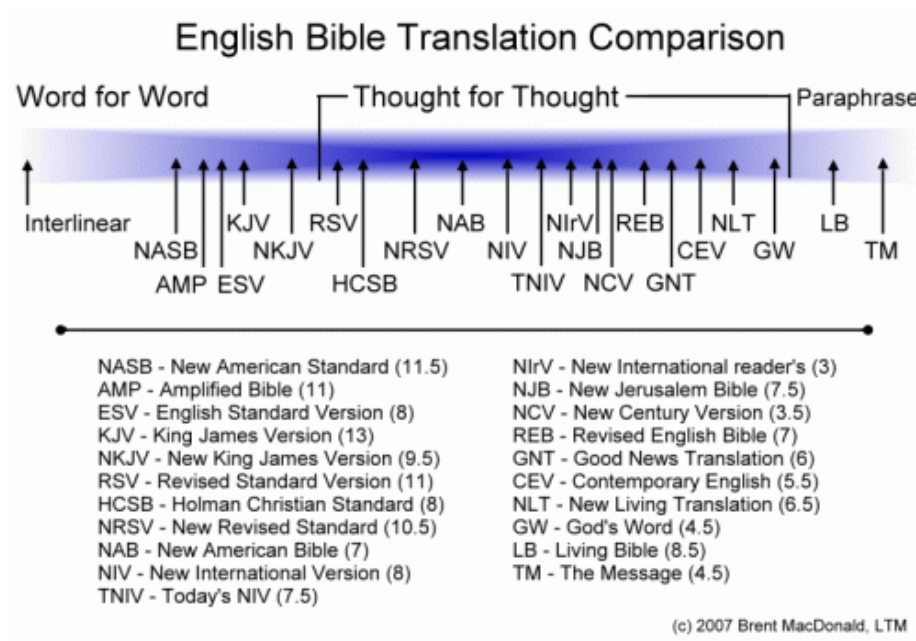 English Bible Translation Comparison
Word for Word
Thought for Thought
Paraphrase
Interlinear
KJV
RSV
NAB
NIrV
REB
NLT
LB
NASB
NKJV
NRSV
NIV
NJB
CEV
GW
TM
AMP
ESV
HCSB
TNIV
NCV
GNT
NASB - New American Standard (11.5)
AMP - Amplified Bible (11)
ESV - English Standard Version (8)
KJV - King James Version (13)
NKJV - New King James Version (9.5)
RSV - Revised Standard Version (11)
HCSB - Holman Christian Standard (8)
NRSV - New Revised Standard (10.5)
NAB - New American Bible (7)
NIV - New International Version (8)
TNIV - Today's NIV (7.5)
NIrV - New International reader's (3)
NJB - New Jerusalem Bible (7.5)
NCV - New Century Version (3.5)
REB - Revised English Bible (7)
GNT - Good News Translation (6)
CEV - Contemporary English (5.5)
NLT - New Living Translation (6.5)
GW - God's Word (4.5)
LB - Living Bible (8.5)
TM - The Message (4.5)
(c) 2007 Brent MacDonald, LTM